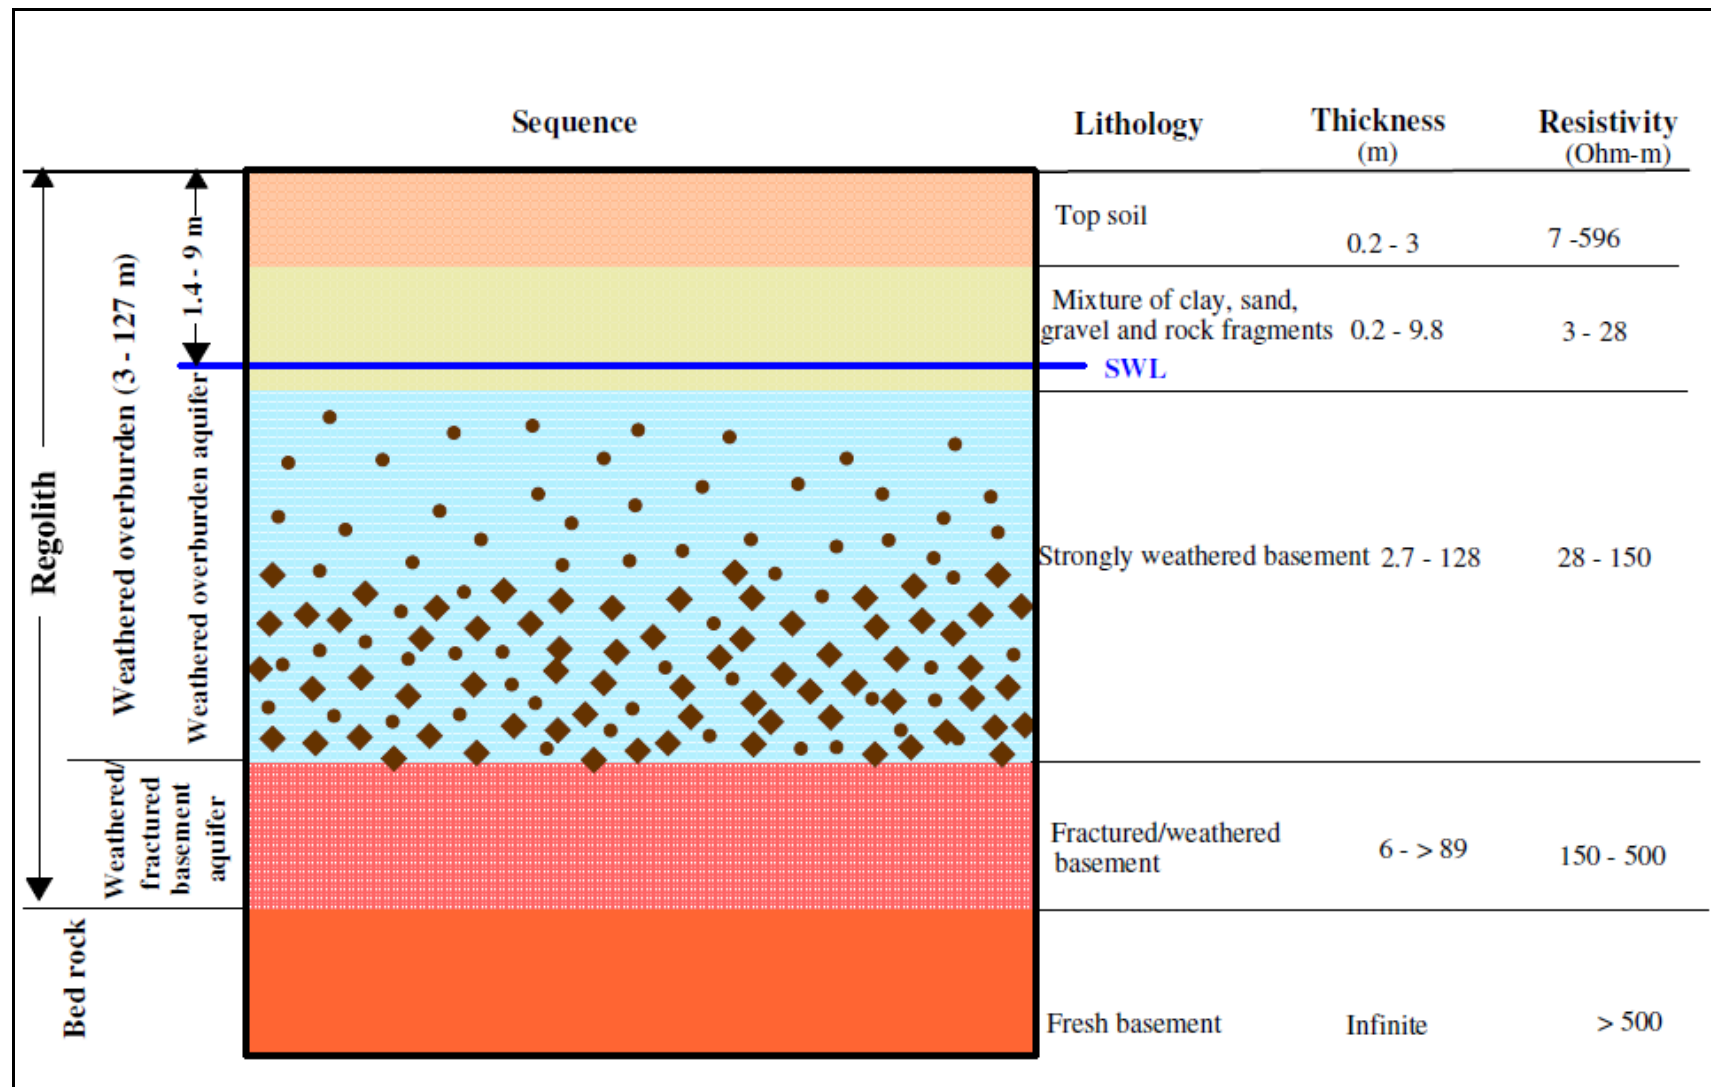 Sequence
Lithology
Thickness
(m)
Resistivity
(Ohm-m)
Top soil
0.2 - 3
7 -596
Mixture of clay, sand,
gravel and rock fragments
0.2 - 9.8
3 - 28
SWL
Strongly weathered basement
2.7 - 128
28 - 150
Fractured/weathered
basement
6 - > 89
150 - 500
Fresh basement
Infinite
> 500
Regolith
Weathered overburden (3 - 127 m)
1.4 - 9 m
Weathered overburden aquifer
Weathered/
fractured
basement
aquifer
Bed rock